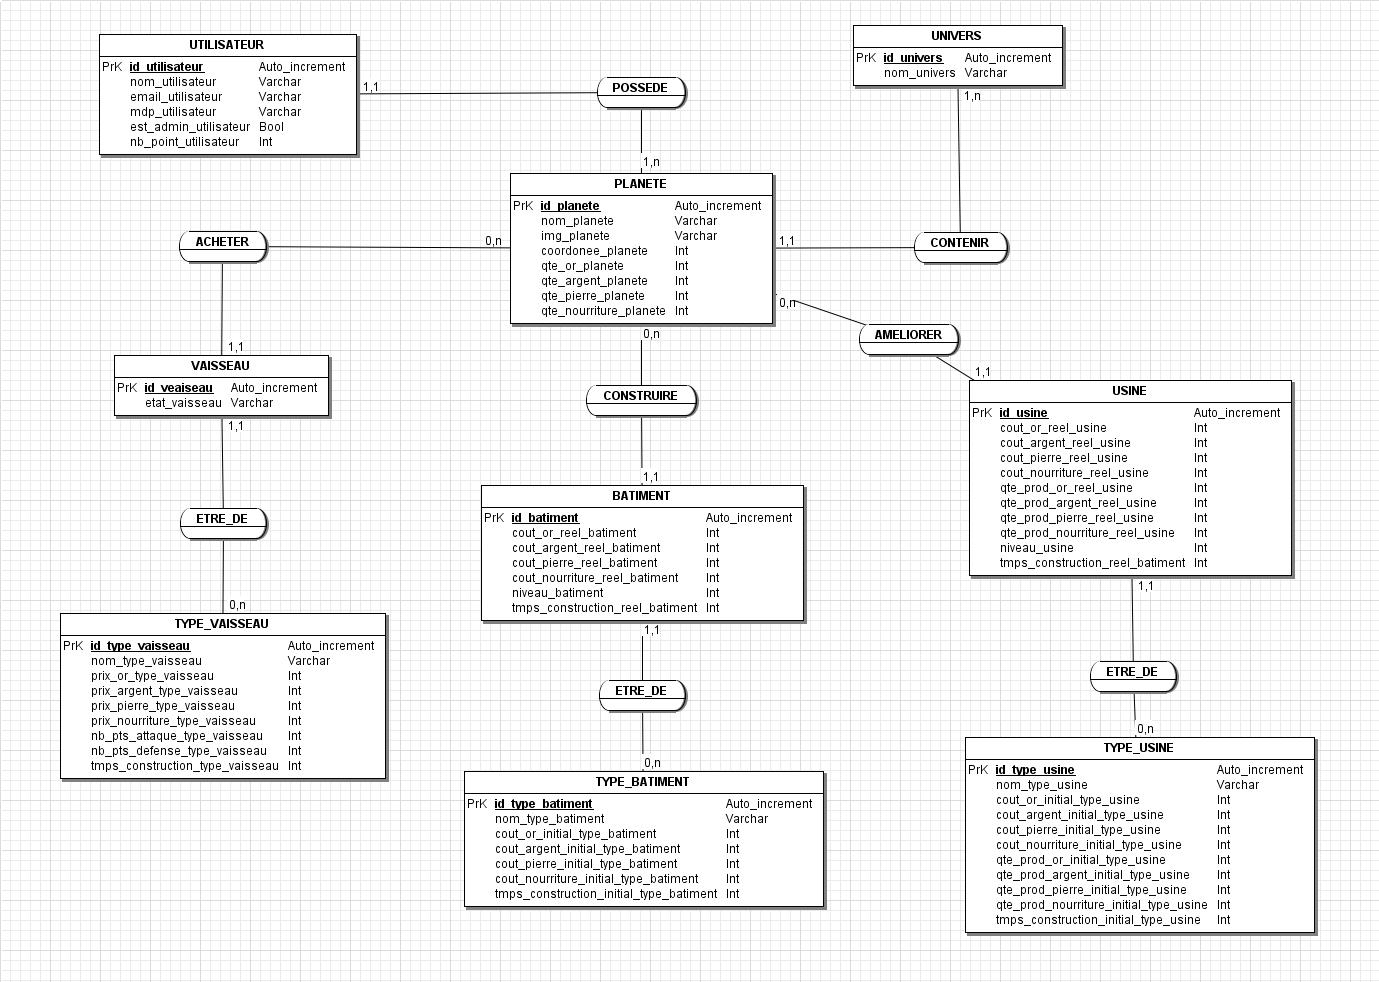 UTILISATEUR
PrK id_utilisateur Auto_increment
nom_utilisateur Varchar
email_utilisateur Varchar
mdp_utilisateur Varchar
est_admin_utilisateur Bool
nb_point_utilisateur Int
1,1
POSSEDE
1,n
UNIVERS
PrK id_univers Auto_increment
nom_univers Varchar
1,n
PLANETE
PrK id_planete Auto_increment
nom_planete Varchar
img_planete Varchar
coordonee_planete Int
qte_or_planete Int
qte_argent_planete Int
qte_pierre_planete Int
qte_nourriture_planete Int
ACHETER
0,n
1,1
CONTENIR
0,n
AMELIORER
1,1
0,n
CONSTRUIRE
1,1
1,1
VAISSEAU
PrK id_veaiseau Auto_increment
etat_vaisseau Varchar
1,1
ETRE_DE
0,n
TYPE_VAISSEAU
PrK id_type_vaisseau Auto_increment
nom_type_vaisseau Varchar
prix_or_type_vaisseau Int
prix_argent_type_vaisseau Int
prix_pierre_type_vaisseau Int
prix_nourriture_type_vaisseau Int
nb_pts_attaque_type_vaisseau Int
nb_pts_defense_type_vaisseau Int
tmps_construction_type_vaisseau Int
BATIMENT
PrK id_batiment Auto_increment
cout_or_reel_batiment Int
cout_argent_reel_batiment Int
cout_pierre_reel_batiment Int
cout_nourriture_reel_batiment Int
niveau_batiment Int
tmps_construction_reel_batiment Int
1,1
ETRE_DE
0,n
TYPE_BATIMENT
PrK id_type_batiment Auto_increment
nom_type_batiment Varchar
cout_or_initial_type_batiment Int
cout_argent_initial_type_batiment Int
cout_pierre_initial_type_batiment Int
cout_nourriture_initial_type_batiment Int
tmps_construction_initial_type_batiment Int
USINE
PrK id_usine Auto_increment
cout_or_reel_usine Int
cout_argent_reel_usine Int
cout_pierre_reel_usine Int
cout_nourriture_reel_usine Int
qte_prod_or_reel_usine Int
qte_prod_argent_reel_usine Int
qte_prod_pierre_reel_usine Int
qte_prod_nourriture_reel_usine Int
niveau_usine Int
tmps_construction_reel_batiment Int
1,1
ETRE_DE
0,n
TYPE_USINE
PrK id_type_usine Auto_increment
nom_type_usine Varchar
cout_or_initial_type_usine Int
cout_argent_initial_type_usine Int
cout_pierre_initial_type_usine Int
cout_nourriture_initial_type_usine Int
qte_prod_or_initial_type_usine Int
qte_prod_argent_initial_type_usine Int
qte_prod_pierre_initial_type_usine Int
qte_prod_nourriture_initial_type_usine Int
tmps_construction_initial_type_usine Int